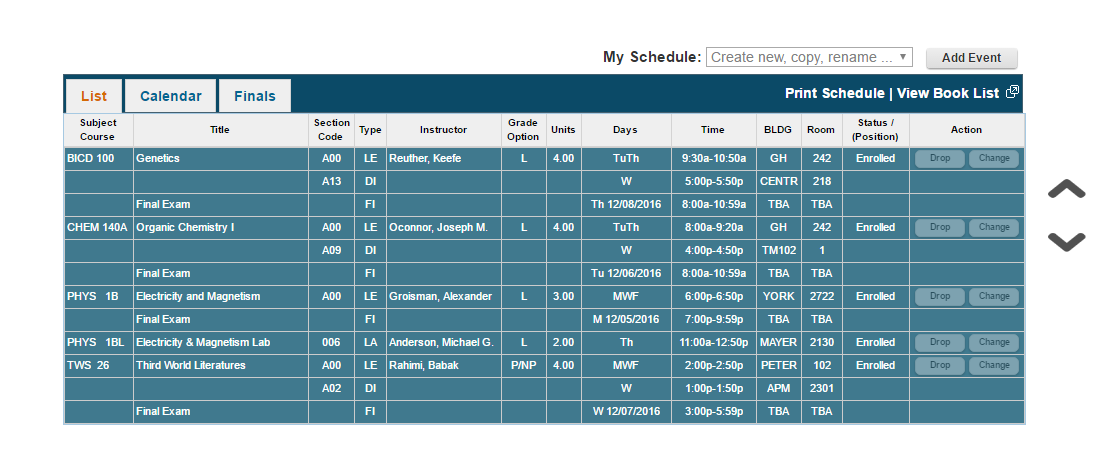 My Schedule: Create new, copy, rename ... Add Event
List Calendar Finals Print Schedule | View Book List
Subject Course Title Section Code Type Instructor Grade Option Units Days Time BLDG Room Status / (Position) Action
BICD 100 Genetics A00 LE Reuther, Keefe L 4.00 TuTh 9:30a-10:50a GH 242 Enrolled Drop Change
A13 DI W 5:00p-5:50p CENTR 218
Final Exam FI Th 12/08/2016 8:00a-10:59a TBA TBA
CHEM 140A Organic Chemistry I A00 LE Oconnor, Joseph M. L 4.00 TuTh 8:00a-9:20a GH 242 Enrolled Drop Change
A09 DI W 4:00p-4:50p TM102 1
Final Exam FI Tu 12/06/2016 8:00a-10:59a TBA TBA
PHYS 1B Electricity and Magnetism A00 LE Groisman, Alexander L 3.00 MWF 6:00p-6:50p YORK 2722 Enrolled Drop Change
Final Exam FI M 12/05/2016 7:00p-9:59p TBA TBA
PHYS 1BL Electricity & Magnetism Lab 006 LA Anderson, Michael G. L 2.00 Th 11:00a-12:50p MAYER 2130 Enrolled Drop Change
TWS 26 Third World Literatures A00 LE Rahimi, Babak P/NP 4.00 MWF 2:00p-2:50p PETER 102 Enrolled Drop Change
A02 DI W 1:00p-1:50p APM 2301
Final Exam FI W 12/07/2016 3:00p-5:59p TBA TBA